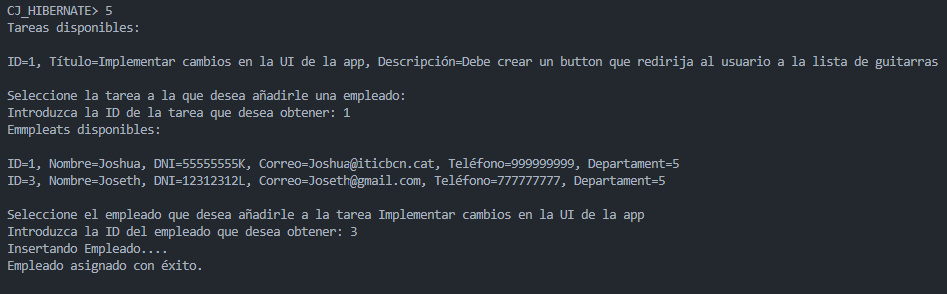 CJ_HIBERNATE> 5
Tareas disponibles:
ID=1, Título=Implementar cambios en la UI de la app, Descripción=Debe crear un button que redirija al usuario a la lista de guitarras
Seleccione la tarea a la que desea añadirle una empleado:
Introduzca la ID de la tarea que desea obtener: 1
Emmpleats disponibles:
ID=1, Nombre=Joshua, DNI=55555555K, Correo=Joshua@iticbcn.cat, Teléfono=999999999, Departament=5
ID=3, Nombre=Joseth, DNI=12312312L, Correo=Joseth@gmail.com, Teléfono=777777777, Departament=5
Seleccione el empleado que desea añadirle a la tarea Implementar cambios en la UI de la app
Introduzca la ID del empleado que desea obtener: 3
Insertando Empleado....
Empleado asignado con éxito.